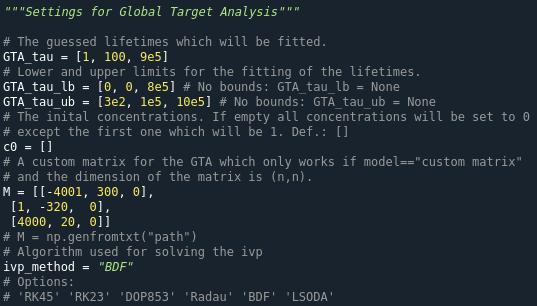 """Settings for Global Target Analysis"""
# The guessed lifetimes which will be fitted.
GTA_tau = [1, 100, 9e5]
# Lower and upper limits for the fitting of the lifetimes.
GTA_tau_lb = [0, 0, 8e5] # No bounds: GTA_tau_lb = None
GTA_tau_ub = [3e2, 1e5, 10e5] # No bounds: GTA_tau_ub = None
# The inital concentrations. If empty all concentrations will be set to 0
# except the first one which will be 1. Def.: []
c0 = []
# A custom matrix for the GTA which only works if model=="custom matrix"
# and the dimension of the matrix is (n,n).
M = [[-4001, 300, 0],
 [1, -320,  0],
 [4000, 20, 0]]
# M = np.genfromtxt("path")
# Algorithm used for solving the ivp
ivp_method = "BDF"
# Options:
# 'RK45' 'RK23' 'DOP853' 'Radau' 'BDF' 'LSODA'